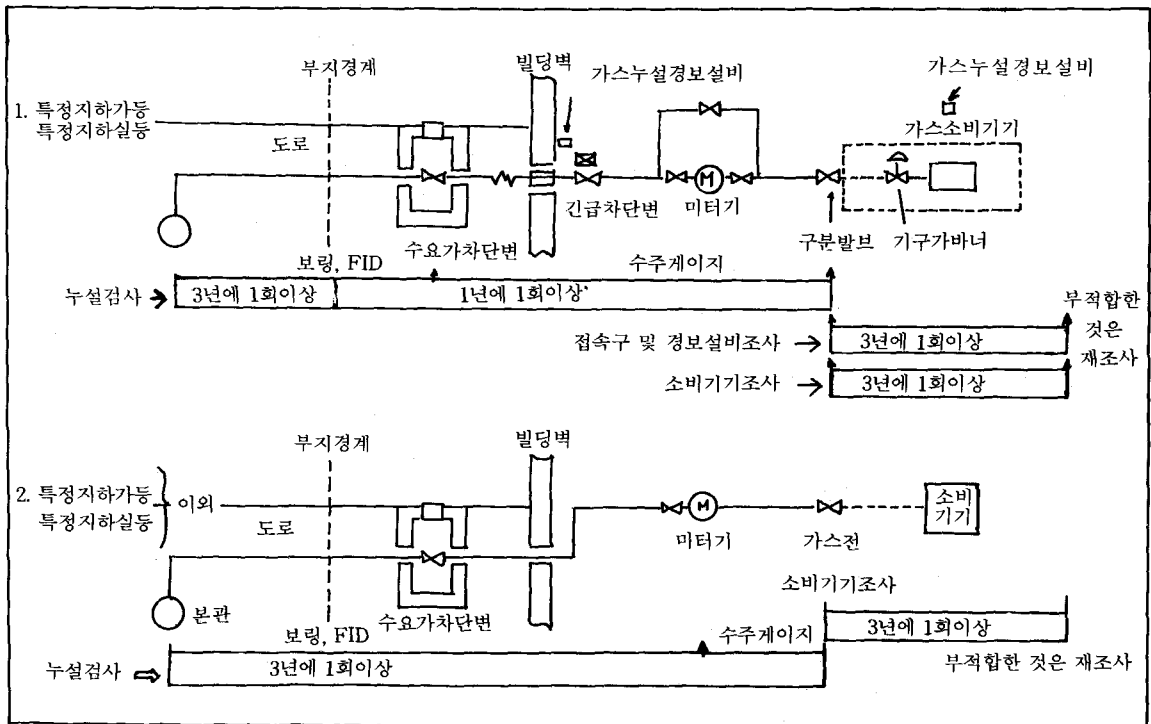 부지경계
빌딩벽
가스누설경보설비
가스누설경보설비
1. 특정지하가등
특정지하실등
도로
가스소비기기
M
긴급차단변
미터기
구분발브
기구가바너
수요가차단변
보링, FID
수주게이지
누설검사
3년에 1회이상
1년에 1회이상
부적합한
것은
재조사
접속구 및 경보설비조사
3년에 1회이상
소비기기조사
3년에 1회이상
부지경계
빌딩벽
2. 특정지하가등
특정지하실등
이외
도로
M
미터기
가스전
소비
기기
본관
수요가차단변
소비기기조사
보링, FID
수주게이지
3년에 1회이상
누설검사
3년에 1회이상
부적합한 것은 재조사